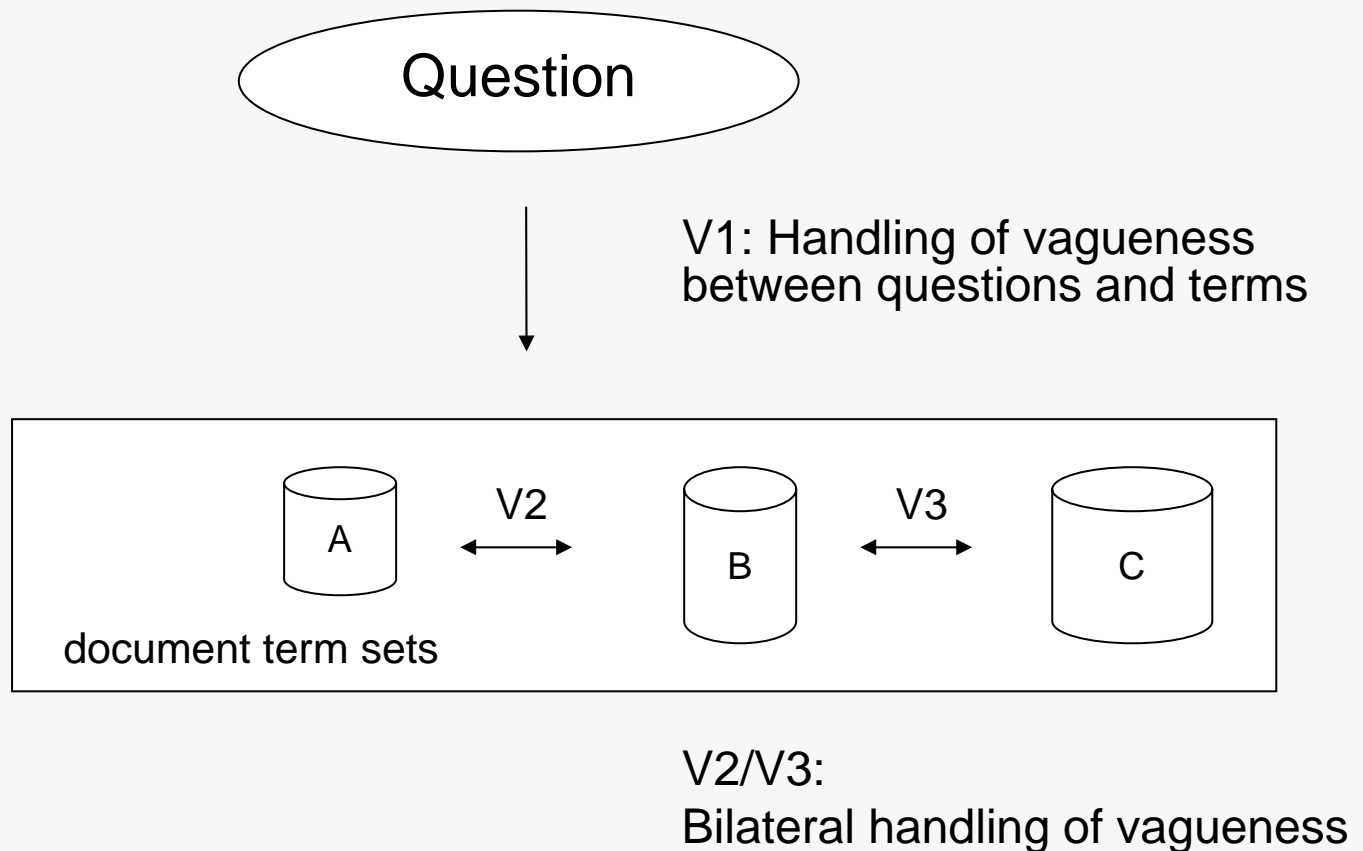 Question
V1: Handling of vagueness
between questions and terms
V2
V3
A
B
C
document term sets
V2/V3:
Bilateral handling of vagueness